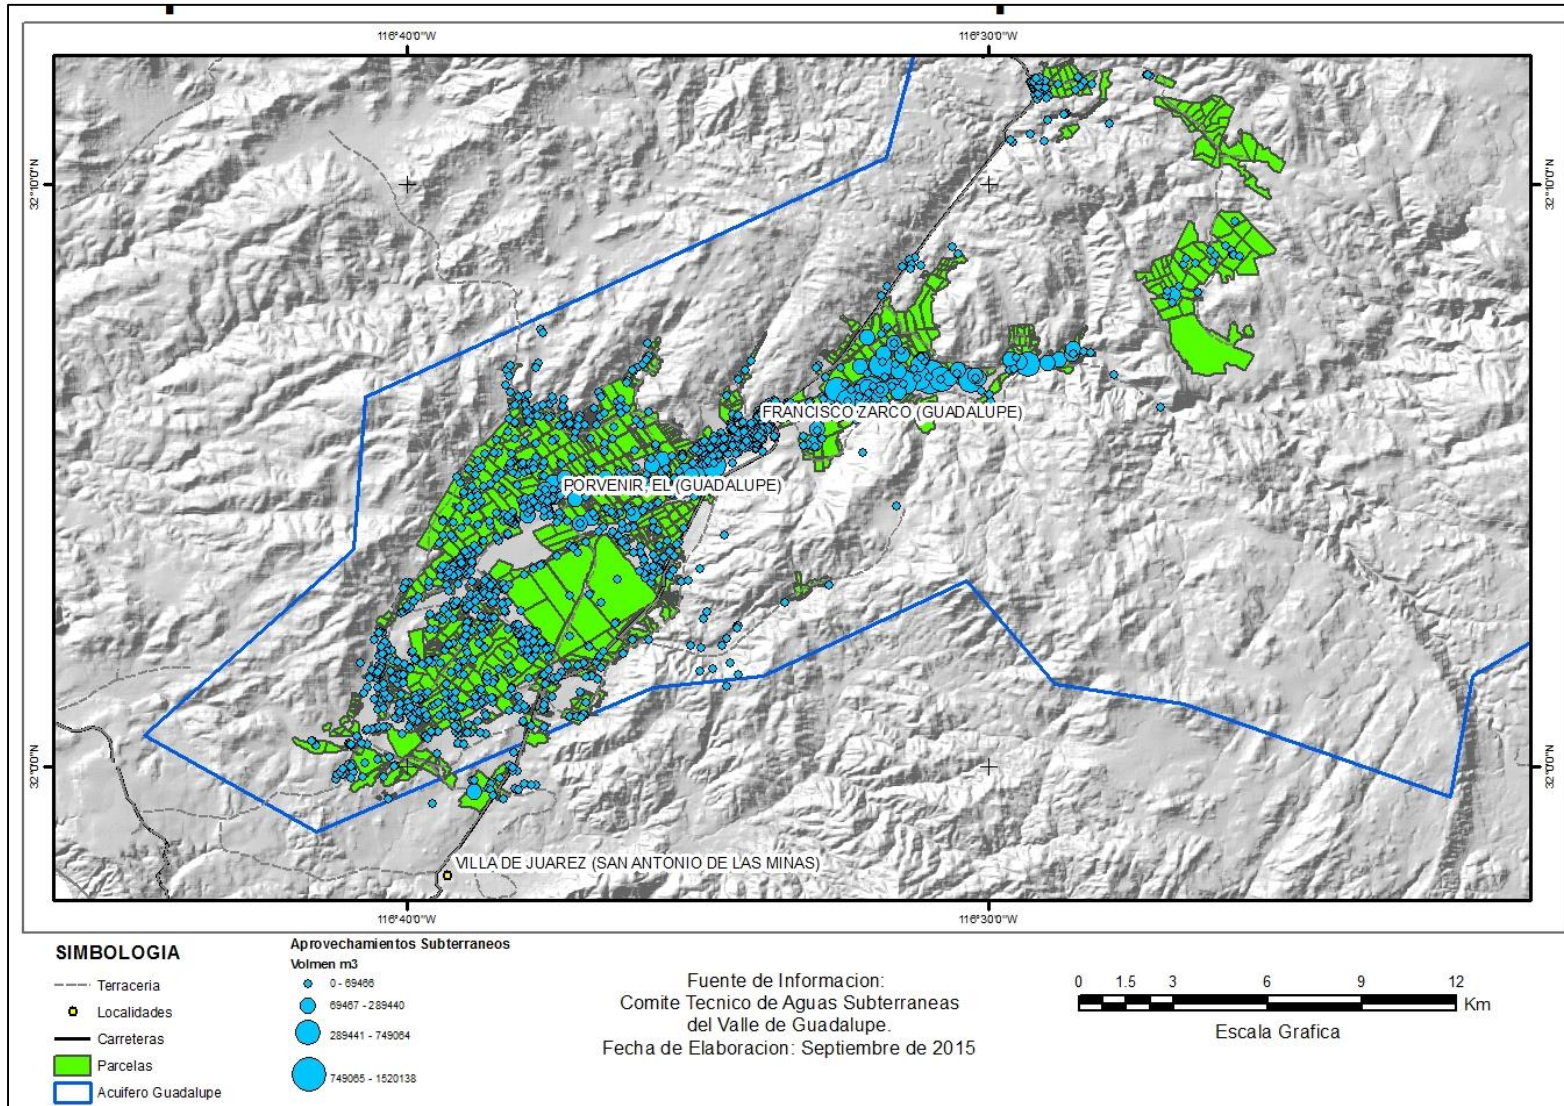 116°40'0"W
116°30'0"W
32°10'0"N
32°10'0"N
FRANCISCO ZARCO (GUADALUPE)
PORVENIR, EL (GUADALUPE)
32°0'0"N
32°0'0"N
VILLA DE JUAREZ (SAN ANTONIO DE LAS MINAS)
116°40'0"W
116°30'0"W
SIMBOLOGIA
Terraceria
Localidades
Carreteras
Parcelas
Acuifero Guadalupe
Aprovechamientos Subterraneos
Volmen m3
0 - 69466
69467 - 289440
289441 - 749064
749065 - 1520138
Fuente de Informacion:
Comite Tecnico de Aguas Subterraneas
del Valle de Guadalupe.
Fecha de Elaboracion: Septiembre de 2015
0 1.5 3 6 9 12
Km
Escala Grafica